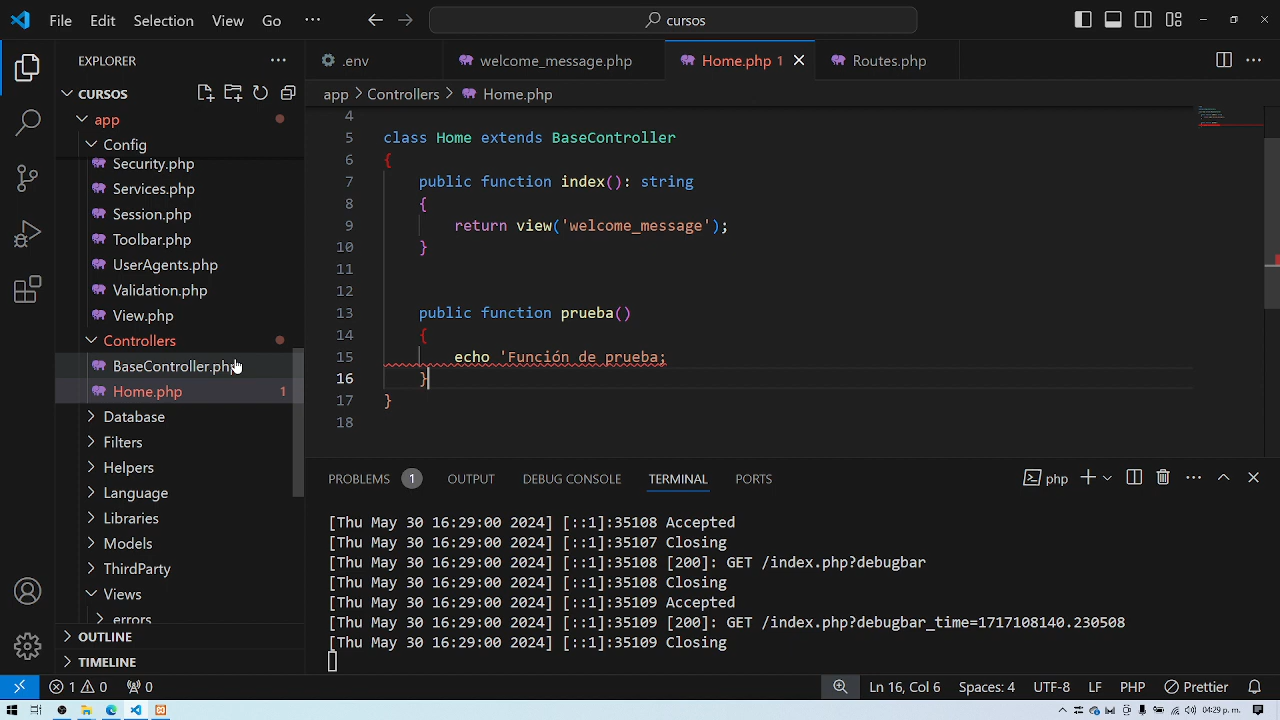 File Edit Selection View Go ··· cursos
EXPLORER
CURSOS
app
Config
Security.php
Services.php
Session.php
Toolbar.php
UserAgents.php
Validation.php
View.php
Controllers
BaseController.php
Home.php 1
Database
Filters
Helpers
Language
Libraries
Models
ThirdParty
Views
errors
OUTLINE
TIMELINE
.env welcome_message.php Home.php 1 Routes.php
app > Controllers > Home.php
4
5 class Home extends BaseController
6 {
7 public function index(): string
8 {
9 return view('welcome_message');
10 }
11
12
13 public function prueba()
14 {
15 echo 'Función de prueba;
16 }
17 }
18
PROBLEMS 1 OUTPUT DEBUG CONSOLE TERMINAL PORTS php
[Thu May 30 16:29:00 2024] [::1]:35108 Accepted
[Thu May 30 16:29:00 2024] [::1]:35107 Closing
[Thu May 30 16:29:00 2024] [::1]:35108 [200]: GET /index.php?debugbar
[Thu May 30 16:29:00 2024] [::1]:35108 Closing
[Thu May 30 16:29:00 2024] [::1]:35109 Accepted
[Thu May 30 16:29:00 2024] [::1]:35109 [200]: GET /index.php?debugbar_time=1717108140.230508
[Thu May 30 16:29:00 2024] [::1]:35109 Closing
1 0 0 Ln 16, Col 6 Spaces: 4 UTF-8 LF PHP Prettier
04:29 p. m.